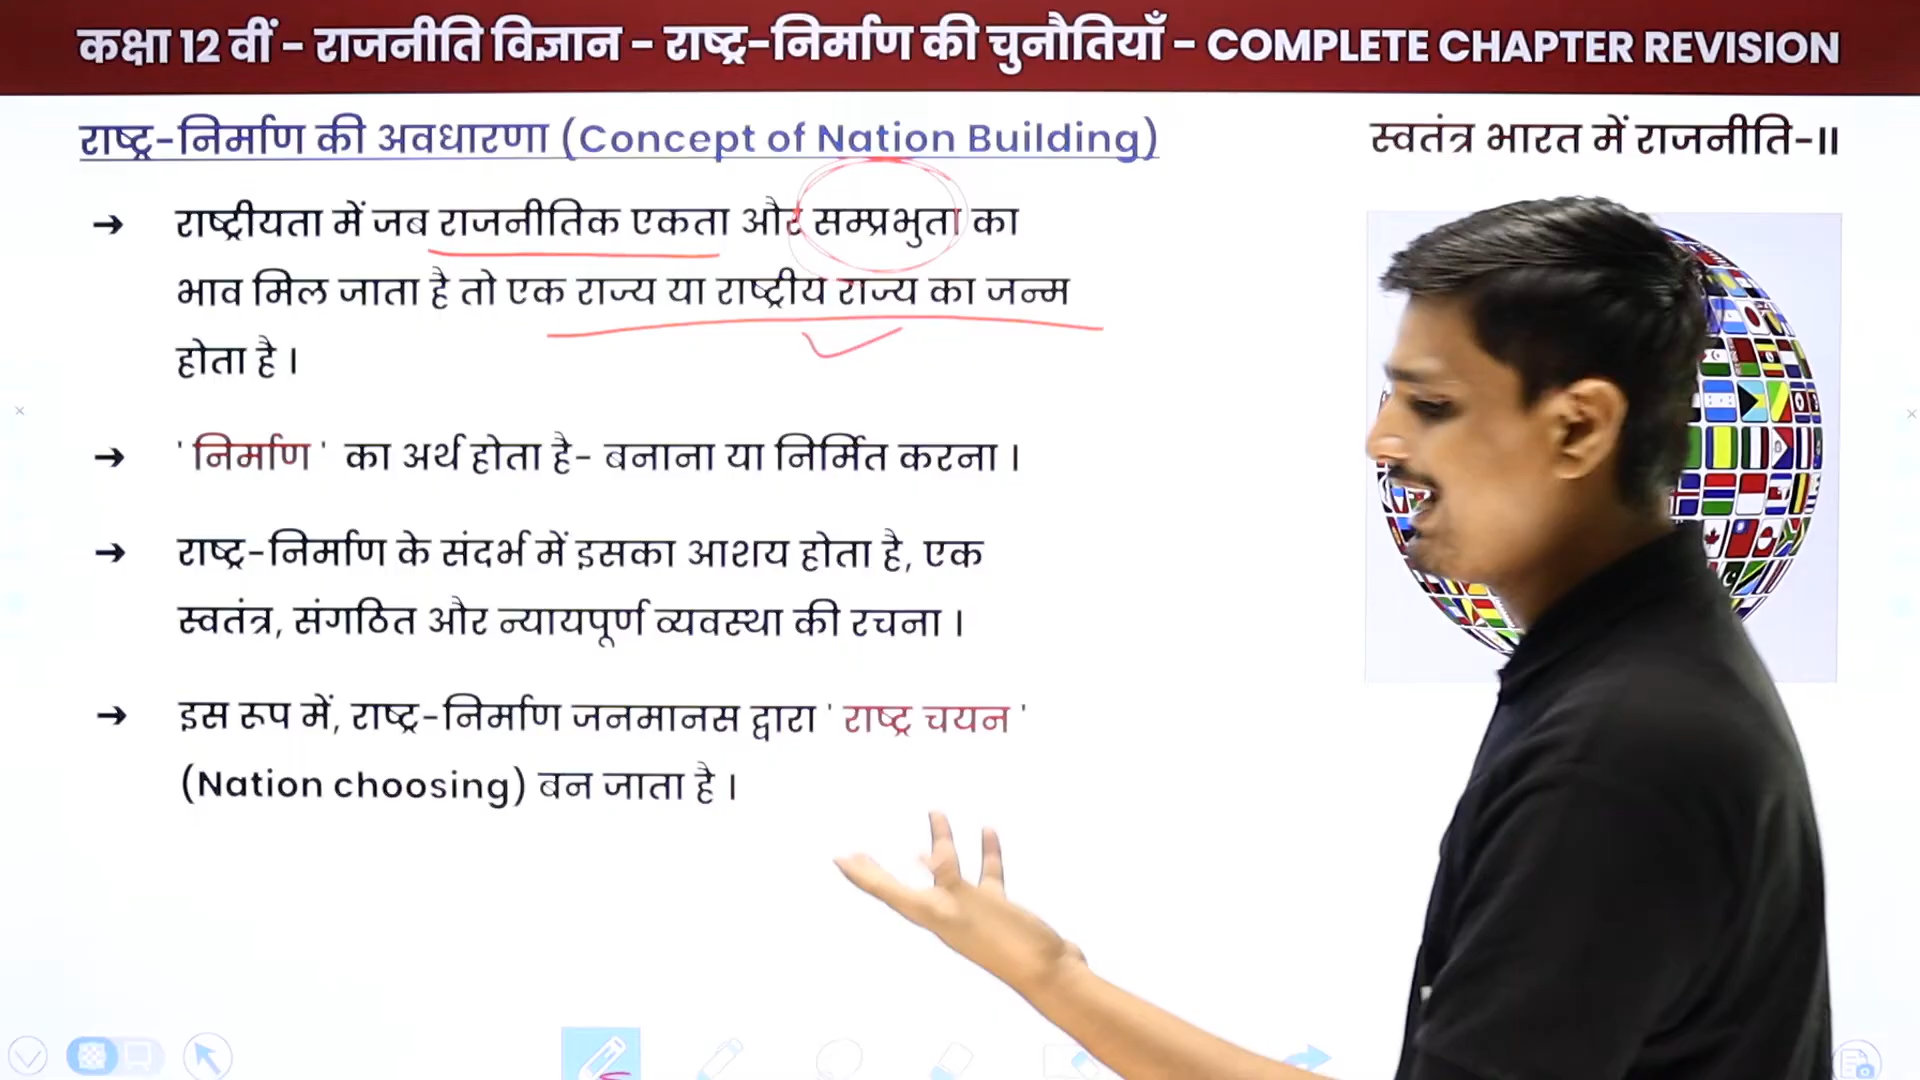 कक्षा 12 वीं - राजनीति विज्ञान - राष्ट्र-निर्माण की चुनौतियाँ - COMPLETE CHAPTER REVISION
राष्ट्र-निर्माण की अवधारणा (Concept of Nation Building)
स्वतंत्र भारत में राजनीति-II
➔ राष्ट्रीयता में जब राजनीतिक एकता और सम्प्रभुता का
भाव मिल जाता है तो एक राज्य या राष्ट्रीय राज्य का जन्म
होता है ।
➔ ' निर्माण ' का अर्थ होता है- बनाना या निर्मित करना ।
➔ राष्ट्र-निर्माण के संदर्भ में इसका आशय होता है, एक
स्वतंत्र, संगठित और न्यायपूर्ण व्यवस्था की रचना ।
➔ इस रूप में, राष्ट्र-निर्माण जनमानस द्वारा ' राष्ट्र चयन '
(Nation choosing) बन जाता है ।